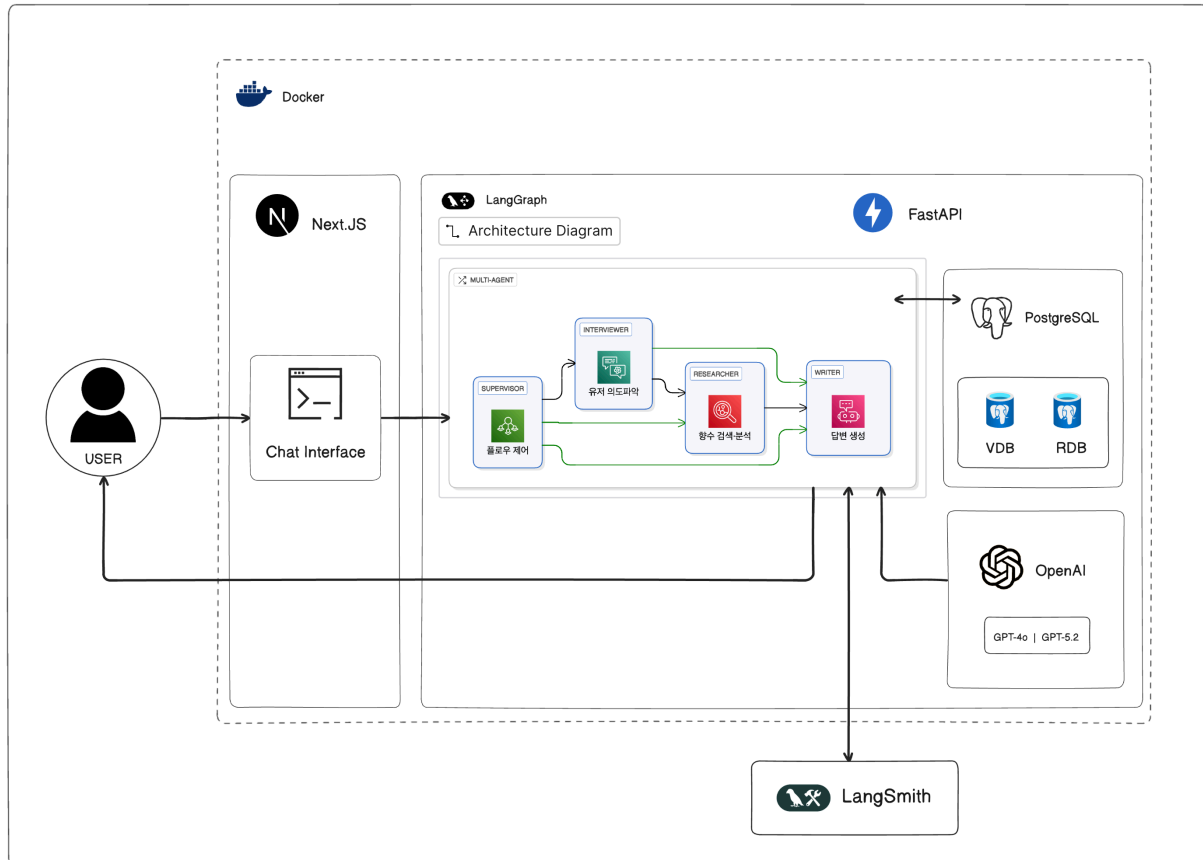 Docker
Next.JS
LangGraph
FastAPI
Architecture Diagram
MULTI-AGENT
INTERVIEWER
유저 의도파악
SUPERVISOR
플로우 제어
RESEARCHER
향수 검색·분석
WRITER
답변 생성
PostgreSQL
VDB
RDB
USER
Chat Interface
OpenAI
GPT-4o | GPT-5.2
LangSmith